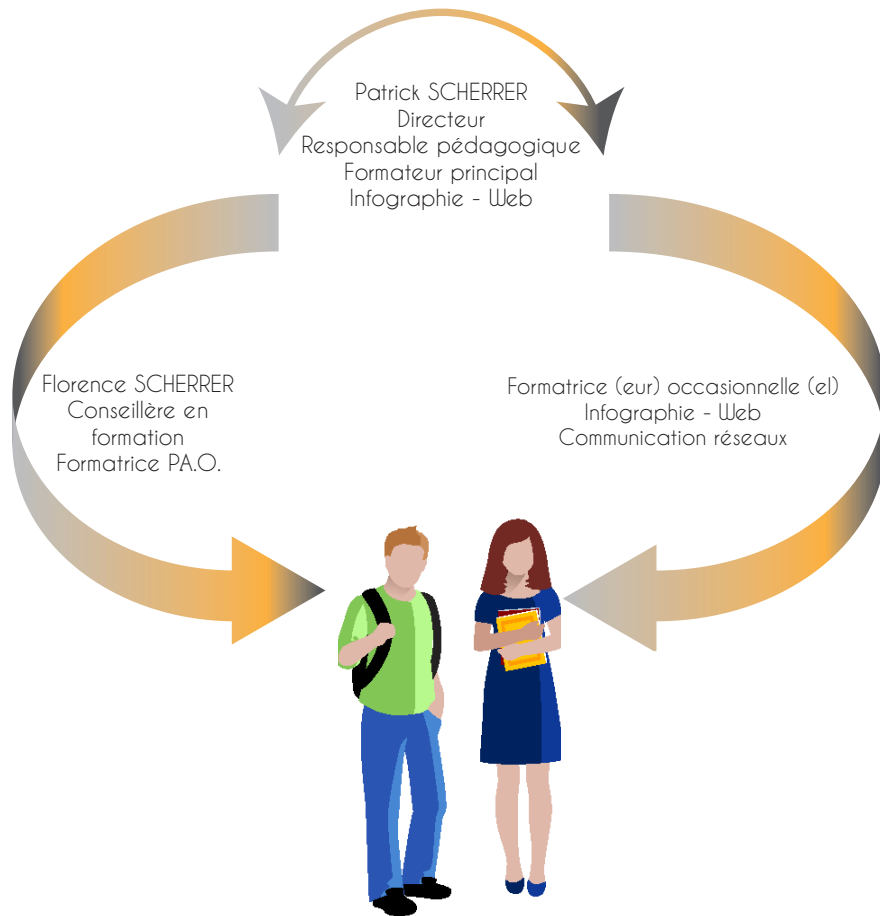 Patrick SCHERRER
Directeur
Responsable pédagogique
Formateur principal
Infographie - Web
Florence SCHERRER
Conseillère en
formation
Formatrice P.A.O.
Formatrice (eur) occasionnelle (el)
Infographie - Web
Communication réseaux